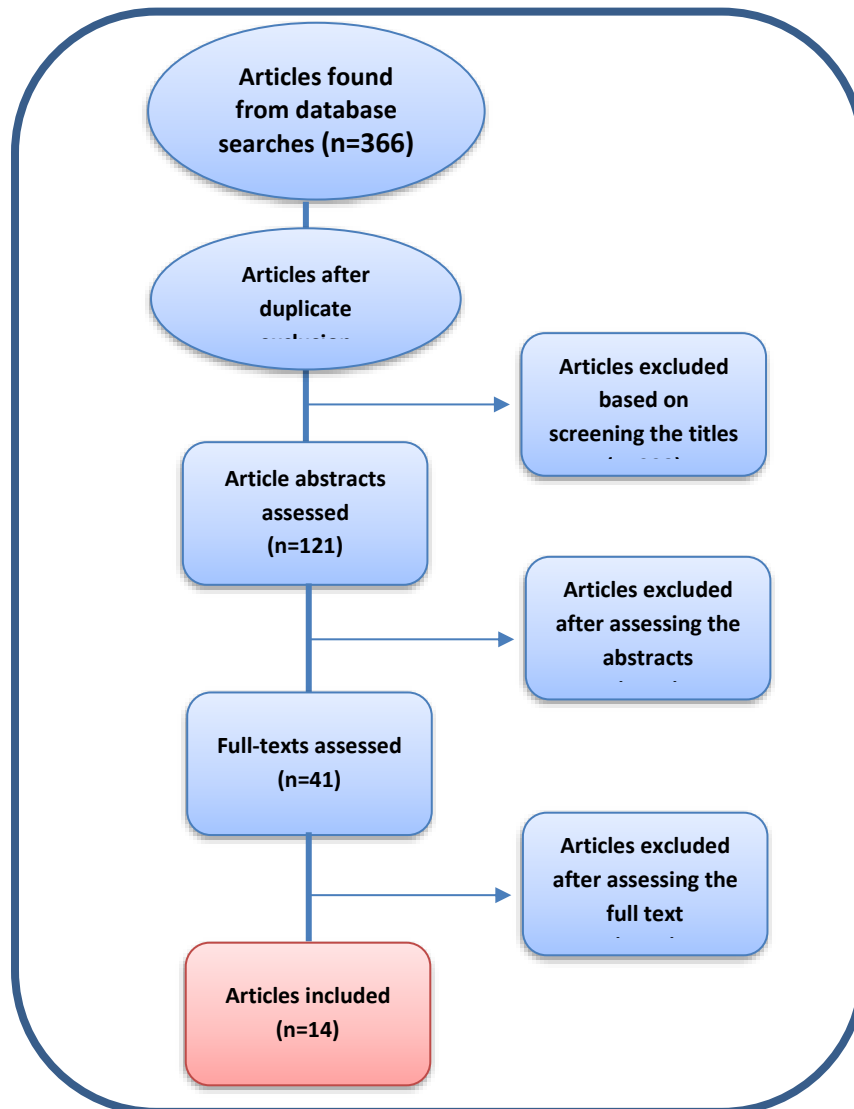 Articles found
from database
searches (n=366)
Articles after
duplicate
Articles excluded
based on
screening the titles
Article abstracts
assessed
(n=121)
Articles excluded
after assessing the
abstracts
Full-texts assessed
(n=41)
Articles excluded
after assessing the
full text
Articles included
(n=14)